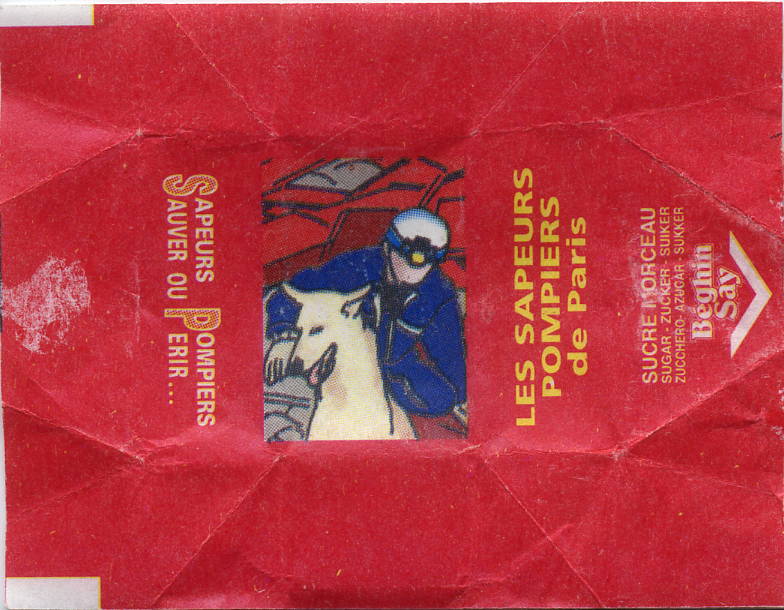 SAPEURS POMPIERS
SAUVER OU PERIR...
LES SAPEURS
POMPIERS
de Paris
SUCRE MORCEAU
SUGAR - ZUCKER - SUIKER
ZUCCHERO - AZUCAR - SUKKER
Beghin
Say